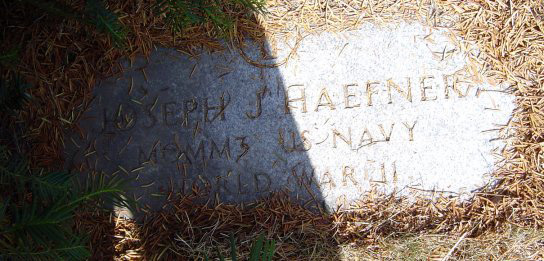 JOSEPH J HAEFNER
MOMM3 US NAVY
WORLD WAR II